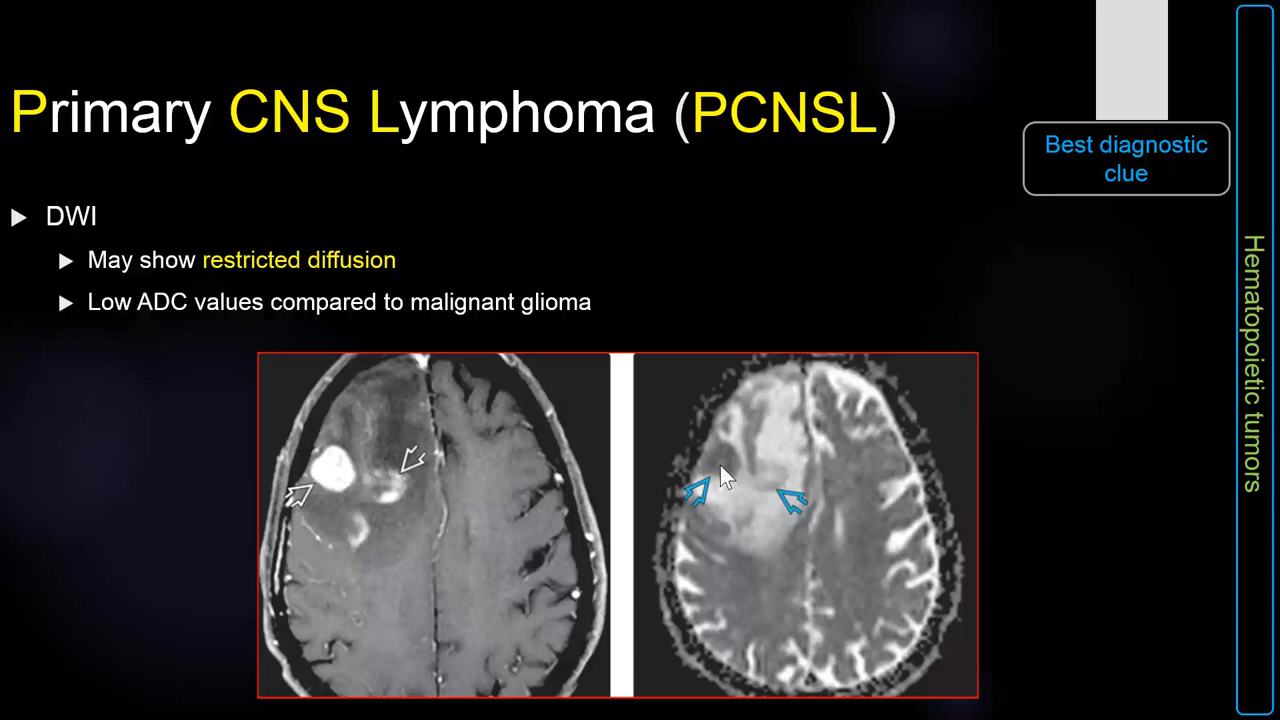 Primary CNS Lymphoma (PCNSL)
Best diagnostic
clue
DWI
May show restricted diffusion
Low ADC values compared to malignant glioma
Hematopoietic tumors